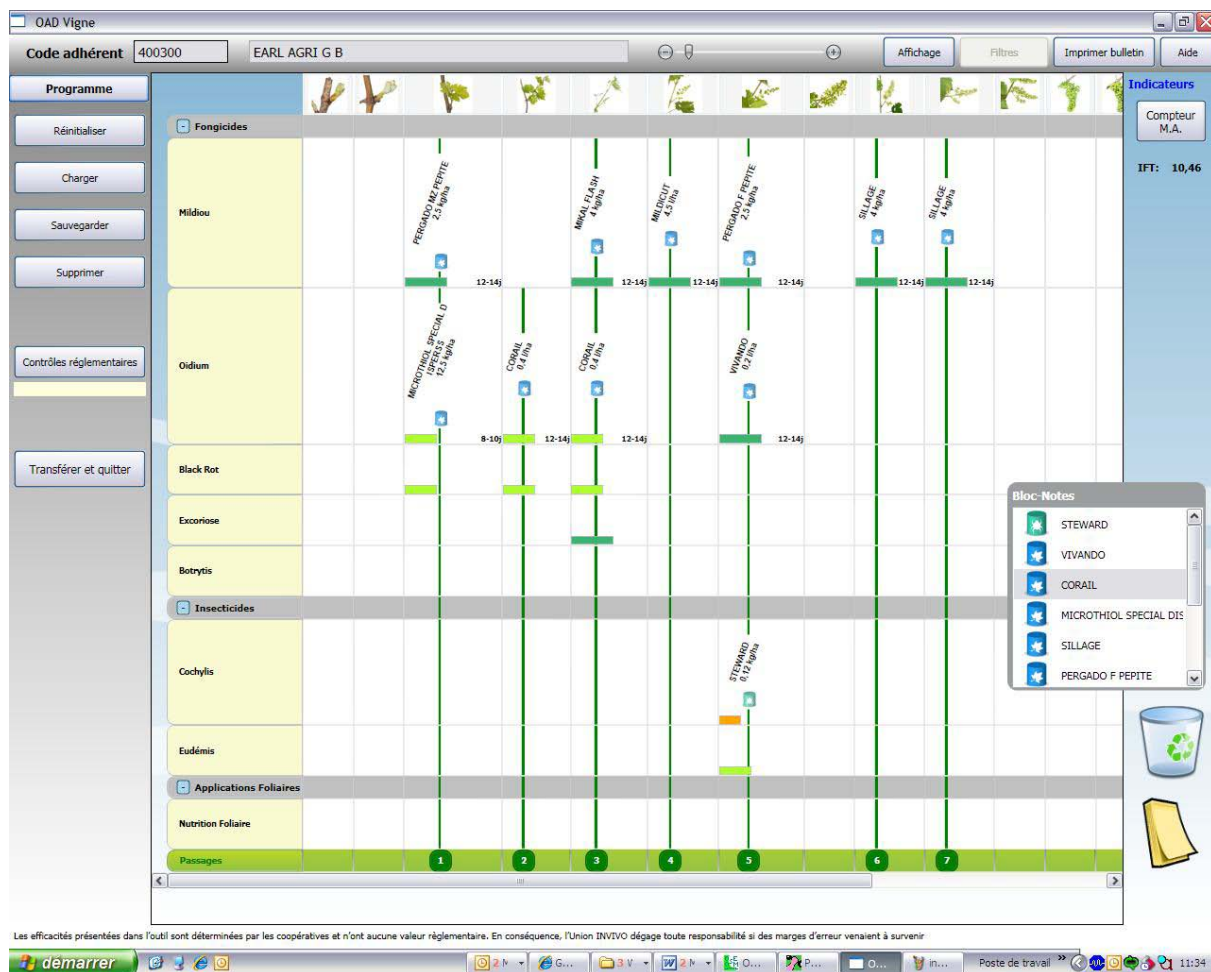 OAD Vigne
Code adhérent 400300 EARL AGRI G B Affichage Filtres Imprimer bulletin Aide
Programme
Réinitialiser
Charger
Sauvegarder
Supprimer
Contrôles réglementaires
Transférer et quitter
Indicateurs
Compteur
M.A.
IFT: 10,46
Fongicides
Mildiou
PERGADO MZ PEPITE
2,5 kg/ha
MIKAL FLASH
4 kg/ha
MILDICUT
4,5 l/ha
PERGADO F PEPITE
2,5 kg/ha
SILLAGE
4 kg/ha
SILLAGE
4 kg/ha
12-14j 12-14j 12-14j 12-14j 12-14j 12-14j
Oidium
MICROTHIOL SPECIAL D
ISPERSS
12,5 kg/ha
CORAIL
0,4 l/ha
CORAIL
0,4 l/ha
VIVANDO
0,2 l/ha
8-10j 12-14j 12-14j 12-14j
Black Rot
Excoriose
Botrytis
Insecticides
Cochylis
STEWARD
0,12 kg/ha
Eudémis
Applications Foliaires
Nutrition Foliaire
Passages 1 2 3 4 5 6 7
Bloc-Notes
STEWARD
VIVANDO
CORAIL
MICROTHIOL SPECIAL DIS
SILLAGE
PERGADO F PEPITE
Les efficacités présentées dans l'outil sont déterminées par les coopératives et n'ont aucune valeur règlementaire. En conséquence, l'Union INVIVO dégage toute responsabilité si des marges d'erreur venaient à survenir
démarrer 2 G... 3 V 2 O... P... O... in... Poste de travail » 11:34